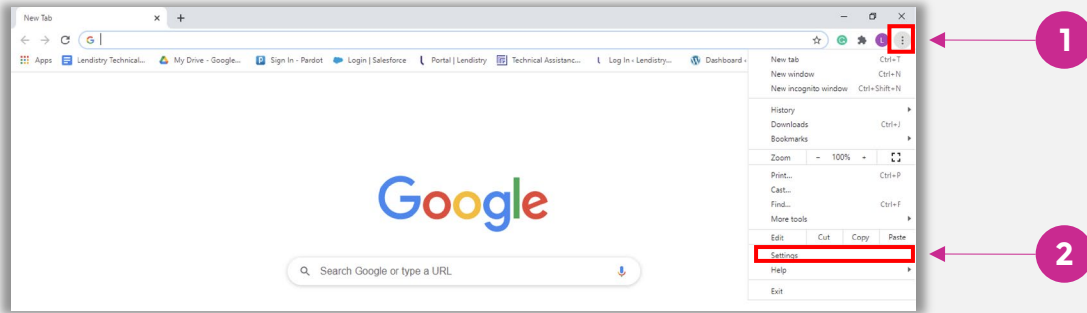 New Tab
G
Apps Lendistry Technical... My Drive - Google... Sign In - Pardot Login | Salesforce Portal | Lendistry Technical Assistanc... Log In ‹ Lendistry... Dashboard ‹
New tab Ctrl+T
New window Ctrl+N
New incognito window Ctrl+Shift+N
History
Downloads Ctrl+J
Bookmarks
Zoom - 100% +
Print... Ctrl+P
Cast...
Find... Ctrl+F
More tools
Edit Cut Copy Paste
Settings
Help
Exit
Google
Search Google or type a URL
1
2